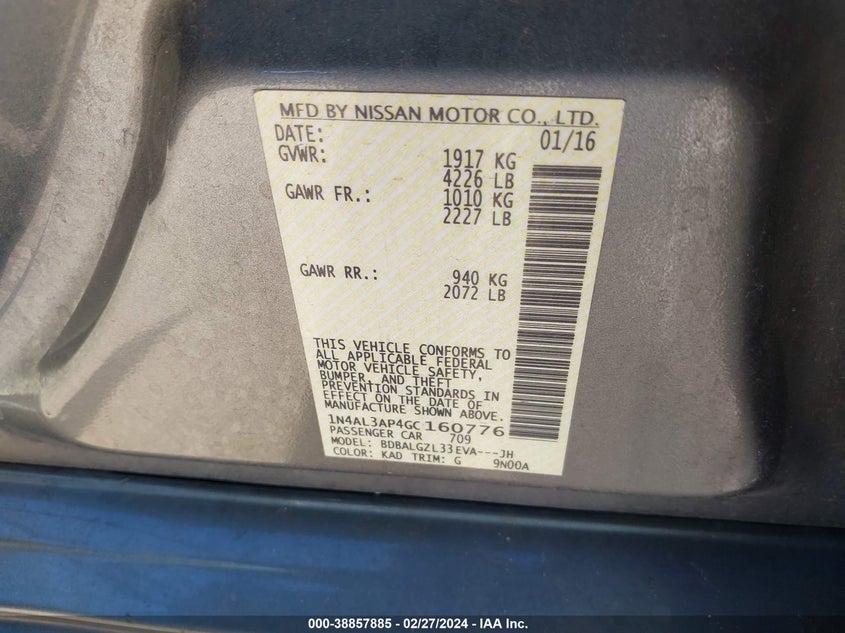 MFD BY NISSAN MOTOR CO., LTD.
DATE: 01/16
GVWR: 1917 KG
4226 LB
GAWR FR.: 1010 KG
2227 LB
GAWR RR.: 940 KG
2072 LB
THIS VEHICLE CONFORMS TO
ALL APPLICABLE FEDERAL
MOTOR VEHICLE SAFETY,
BUMPER, AND THEFT
PREVENTION STANDARDS IN
EFFECT ON THE DATE OF
MANUFACTURE SHOWN ABOVE.
1N4AL3AP4GC160776
PASSENGER CAR 709
MODEL: BDBALGZL33EVA---JH
COLOR: KAD TRIM: G 9N00A
000-38857885 - 02/27/2024 - IAA Inc.